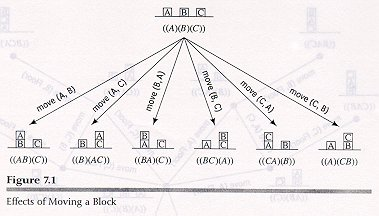 A B C
((A)(B)(C))
move (A, B)
move (A, C)
move (B, A)
move (B, C)
move (C, A)
move (C, B)
A A B B C C
B C B C A C A C A B A B
((AB)(C)) ((B)(AC)) ((BA)(C)) ((BC)(A)) ((CA)(B)) ((A)(CB))
Figure 7.1
Effects of Moving a Block